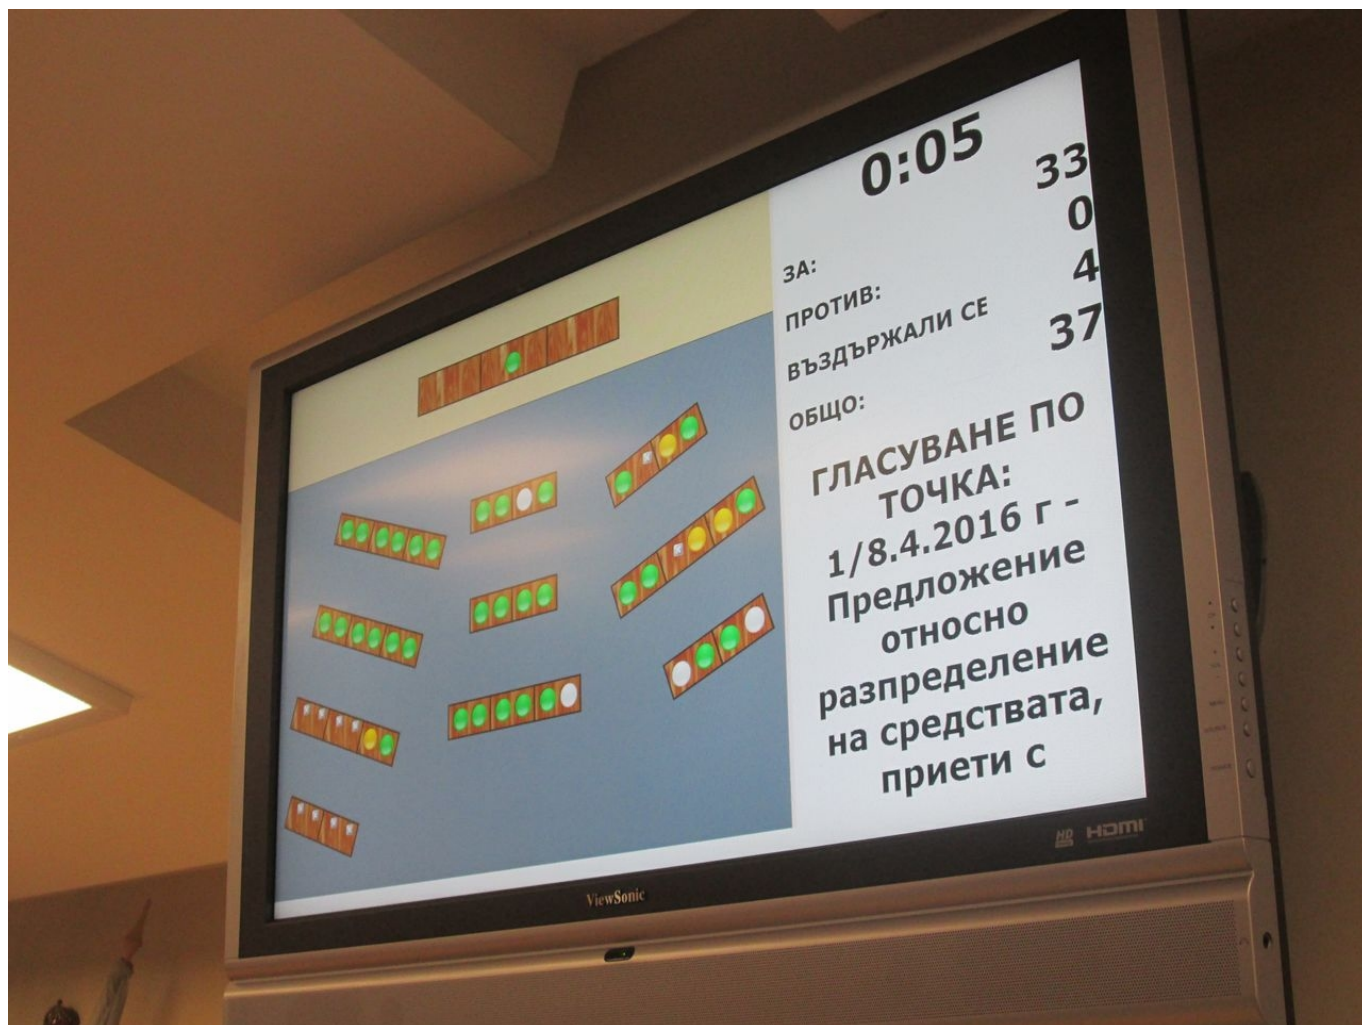 0:05
ЗА: 33
ПРОТИВ: 0
ВЪЗДЪРЖАЛИ СЕ 4
ОБЩО: 37
ГЛАСУВАНЕ ПО
ТОЧКА:
1/8.4.2016 г -
Предложение
относно
разпределение
на средствата,
приети с
HD
HDMI
ViewSonic